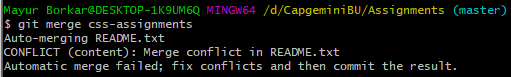 Mayur Borkar@DESKTOP-1K9UM6Q MINGW64 /d/CapgeminiBU/Assignments (master)
$ git merge css-assignments
Auto-merging README.txt
CONFLICT (content): Merge conflict in README.txt
Automatic merge failed; fix conflicts and then commit the result.